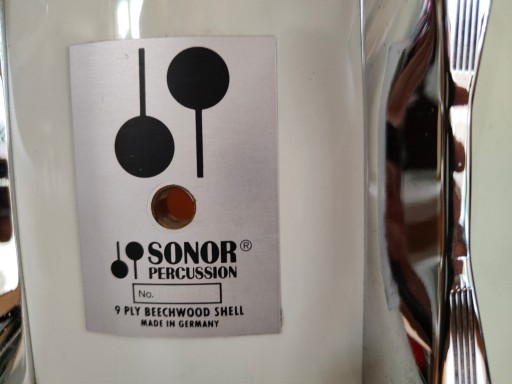 SONOR®
PERCUSSION
No.
9 PLY BEECHWOOD SHELL
MADE IN GERMANY